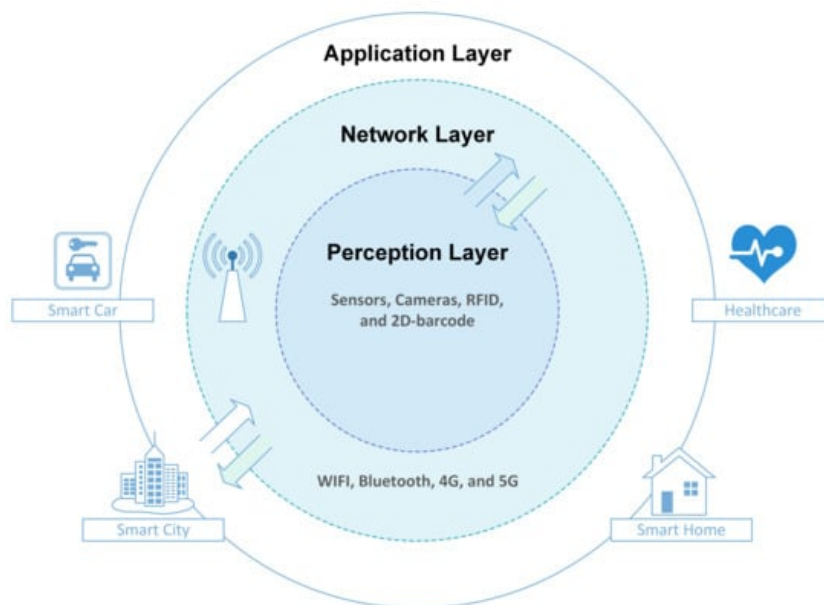 Application Layer
Network Layer
Perception Layer
Sensors, Cameras, RFID,
and 2D-barcode
Smart Car
Healthcare
WIFI, Bluetooth, 4G, and 5G
Smart City
Smart Home